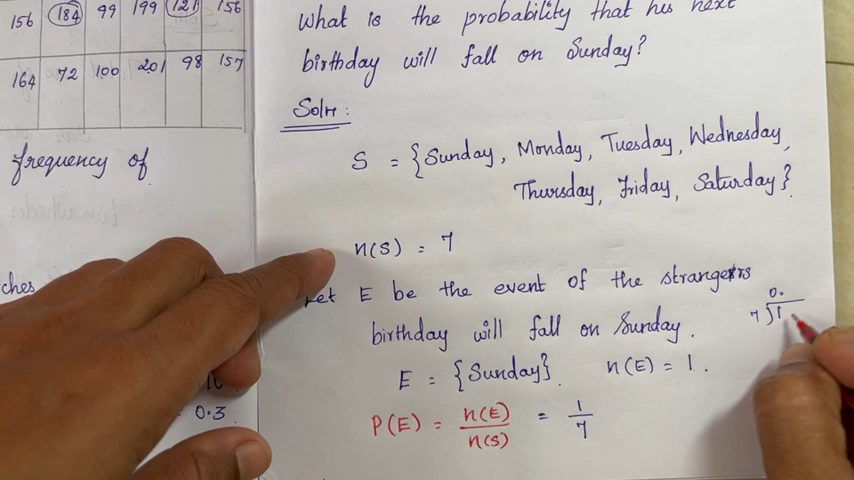 156 184 99 199 121 156
164 72 100 201 98 157
frequency of
ches
= 0.3
What is the probability that his next
birthday will fall on Sunday?
Soln:
S = {Sunday, Monday, Tuesday, Wednesday,
Thursday, Friday, Saturday}
n(S) = 7
Let E be the event of the strangers
birthday will fall on Sunday.
0.
7)1
E = {Sunday}. n(E) = 1.
P(E) = n(E)/n(S) = 1/7